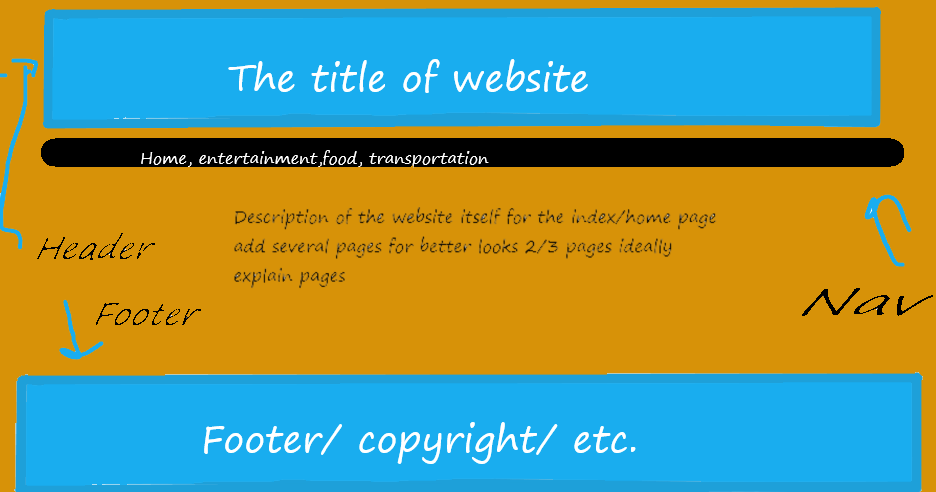 The title of website
Home, entertainment,food, transportation
Description of the website itself for the index/home page
add several pages for better looks 2/3 pages ideally
explain pages
Header
Footer
Nav
Footer/ copyright/ etc.